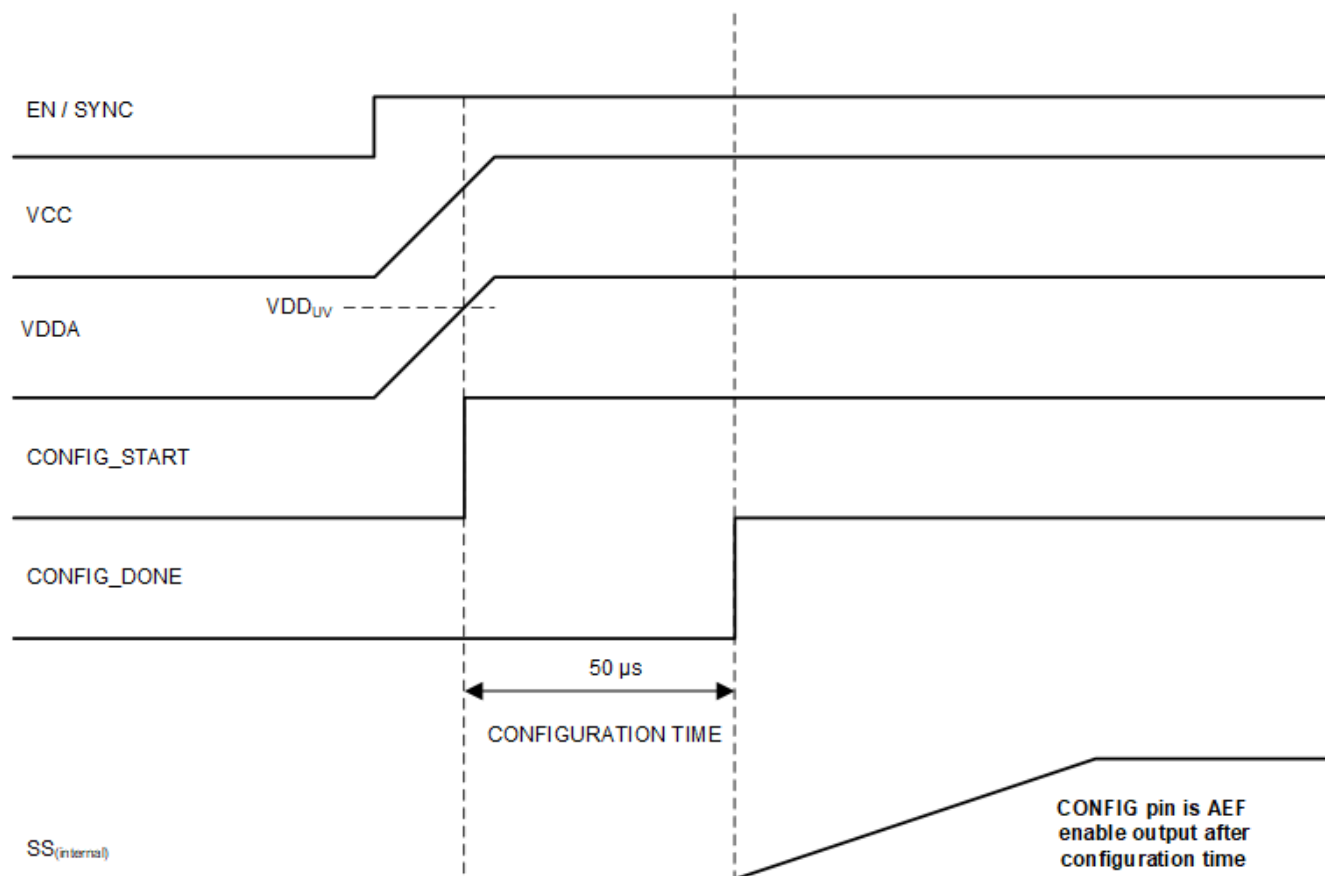 EN / SYNC
VCC
VDD_UV
VDDA
CONFIG_START
CONFIG_DONE
50 µs
CONFIGURATION TIME
CONFIG pin is AEF
enable output after
configuration time
SS(internal)